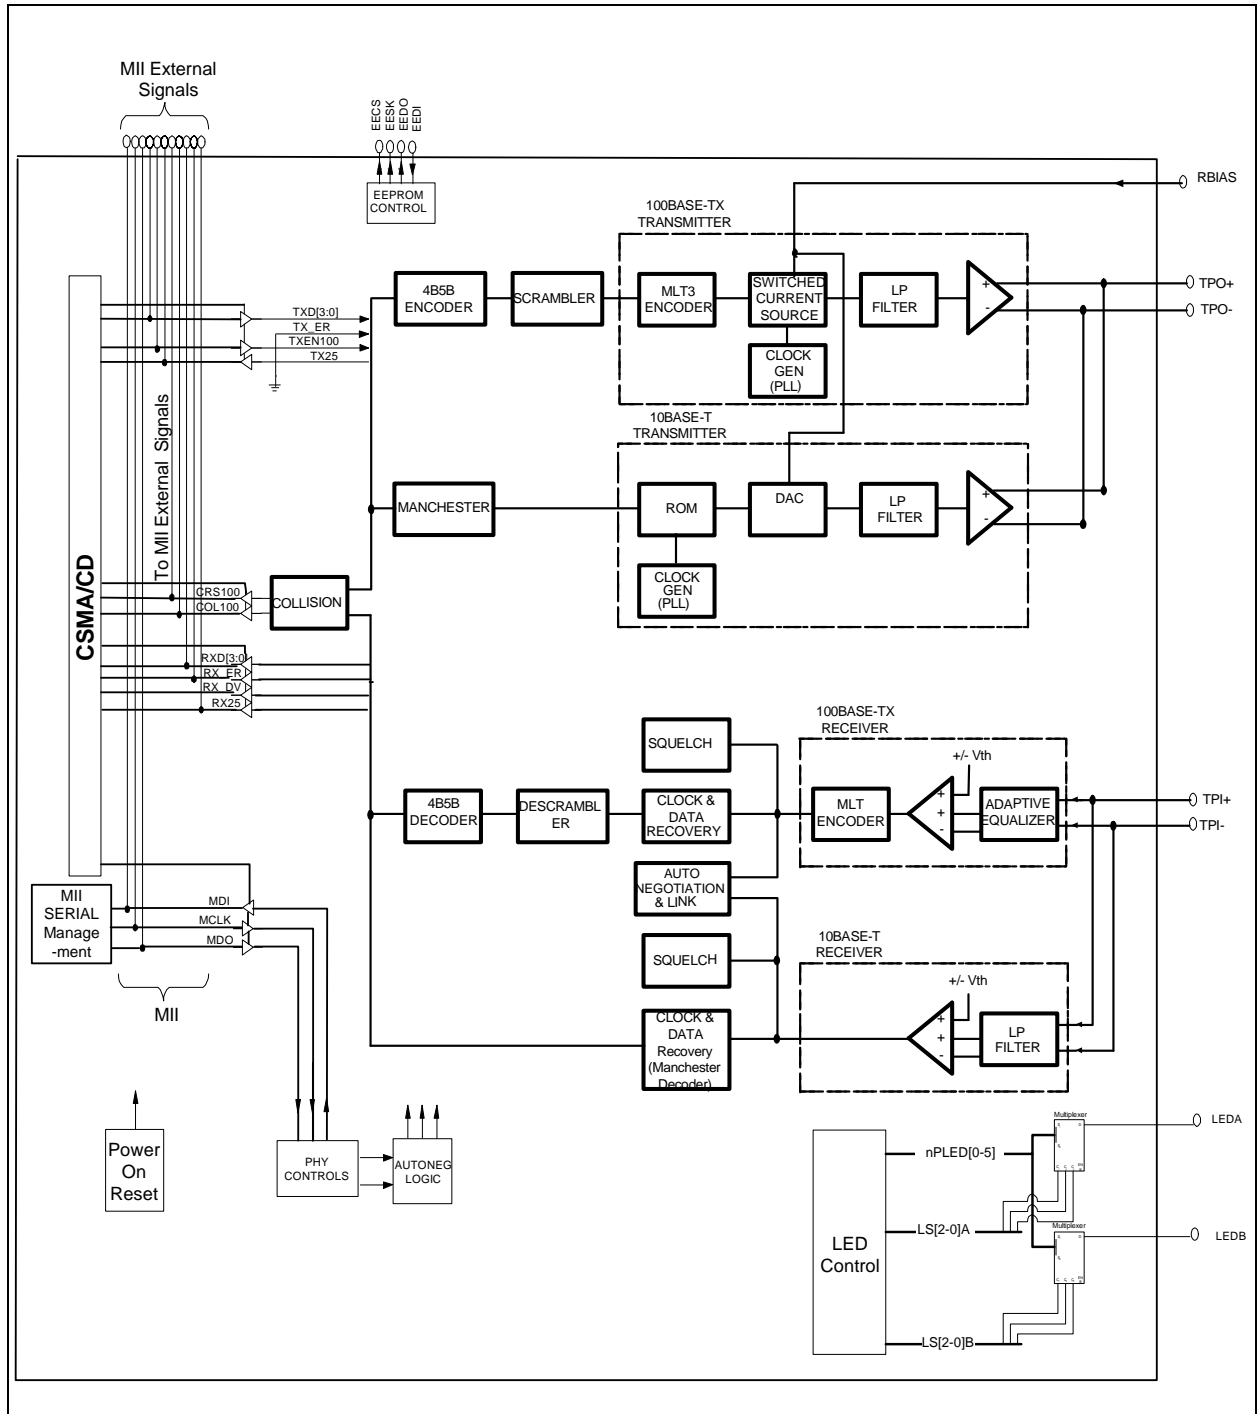 MII External
Signals
EECS
EESK
EEDO
EEDI
EEPROM
CONTROL
RBIAS
100BASE-TX
TRANSMITTER
4B5B
ENCODER
SCRAMBLER
MLT3
ENCODER
SWITCHED
CURRENT
SOURCE
LP
FILTER
+
-
TPO+
TPO-
CLOCK
GEN
(PLL)
TXD[3:0]
TX_ER
TXEN100
TX25
To MII External Signals
CSMA/CD
10BASE-T
TRANSMITTER
MANCHESTER
ROM
DAC
LP
FILTER
+
-
CLOCK
GEN
(PLL)
CRS100
COL100
COLLISION
RXD[3:0]
RX_ER
RX_DV
RX25
100BASE-TX
RECEIVER
SQUELCH
+/- Vth
4B5B
DECODER
DESCRAMBL
ER
CLOCK &
DATA
RECOVERY
MLT
ENCODER
+
+
-
ADAPTIVE
EQUALIZER
TPI+
TPI-
AUTO
NEGOTIATION
& LINK
MII
SERIAL
Manage
-ment
MDI
MCLK
MDO
MII
10BASE-T
RECEIVER
SQUELCH
+/- Vth
CLOCK &
DATA
Recovery
(Manchester
Decoder)
+
+
-
LP
FILTER
Power
On
Reset
PHY
CONTROLS
AUTONEG
LOGIC
LED
Control
nPLED[0-5]
LS[2-0]A
LS[2-0]B
Multiplexer
LEDA
Multiplexer
LEDB